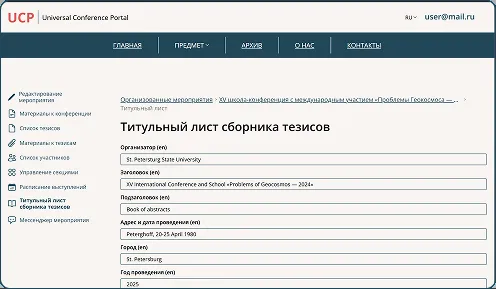 UCP Universal Conference Portal
RU
user@mail.ru
ГЛАВНАЯ
ПРЕДМЕТ
АРХИВ
О НАС
КОНТАКТЫ
Редактирование
мероприятия
Материалы к конференции
Список тезисов
Материалы к тезисам
Список участников
Управление секциями
Расписания выступлений
Титульный лист
сборника тезисов
Мессенджер мероприятия
Организованные мероприятия > XV школа-конференция с международным участием «Проблемы Геокосмоса — ... >
Титульный лист
Титульный лист сборника тезисов
Организатор (en)
St. Petersturg State University
Заголовок (en)
XV International Conference and School «Problems of Geocosmos — 2024»
Подзаголовок (en)
Book of abstracts
Адрес и дата проведения (en)
Peterghoff, 20-25 April 1980
Город (en)
St. Petersburg
Год проведения (en)
2025